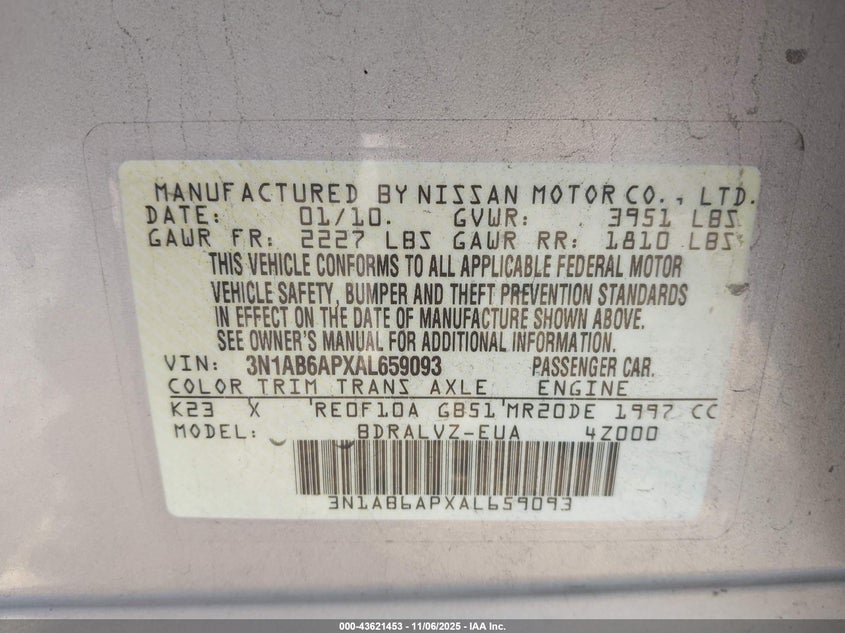 MANUFACTURED BY NISSAN MOTOR CO., LTD.
DATE: 01/10. GVWR: 3951 LBS
GAWR FR: 2227 LBS GAWR RR: 1810 LBS
THIS VEHICLE CONFORMS TO ALL APPLICABLE FEDERAL MOTOR
VEHICLE SAFETY, BUMPER AND THEFT PREVENTION STANDARDS
IN EFFECT ON THE DATE OF MANUFACTURE SHOWN ABOVE.
SEE OWNER'S MANUAL FOR ADDITIONAL INFORMATION.
VIN: 3N1AB6APXAL659093 PASSENGER CAR.
COLOR TRIM TRANS AXLE ENGINE
K23 X RE0F10A GB51 MR20DE 1997 CC
MODEL: BDRALVZ-EUA 4Z000
3N1AB6APXAL659093
000-43621453 - 11/06/2025 - IAA Inc.